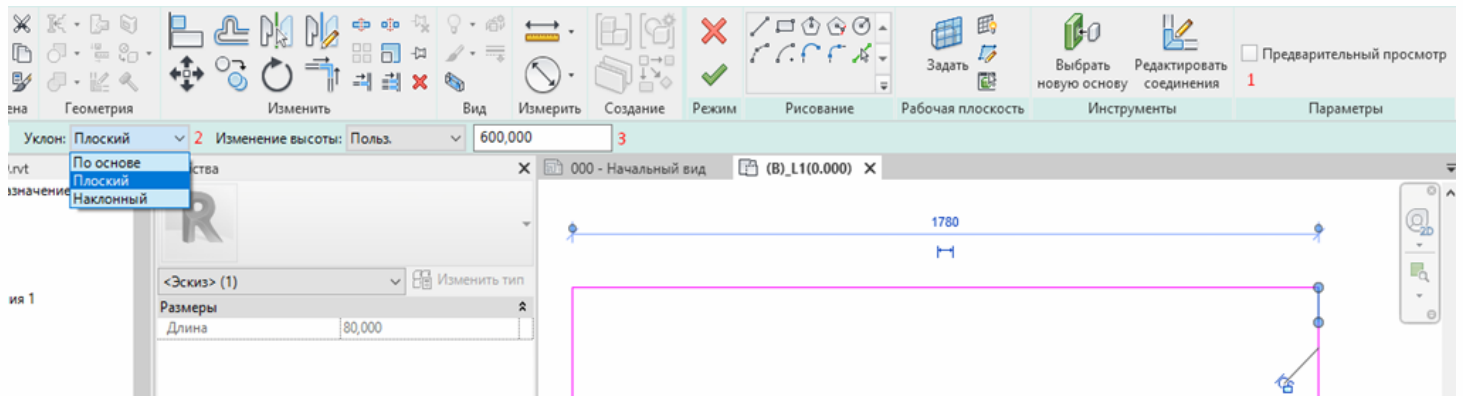 Задать
Выбрать
новую основу
Редактировать
соединения
Предварительный просмотр
1
ена
Геометрия
Изменить
Вид
Измерить
Создание
Режим
Рисование
Рабочая плоскость
Инструменты
Параметры
Уклон: Плоский 2 Изменение высоты: Польз. 600,000 3
По основе
Плоский
Наклонный
.rvt
ства
000 - Начальный вид
(B)_L1(0.000)
азначение
R
2D
1780
<Эскиз> (1)
Изменить тип
Размеры
Длина 80,000
ия 1